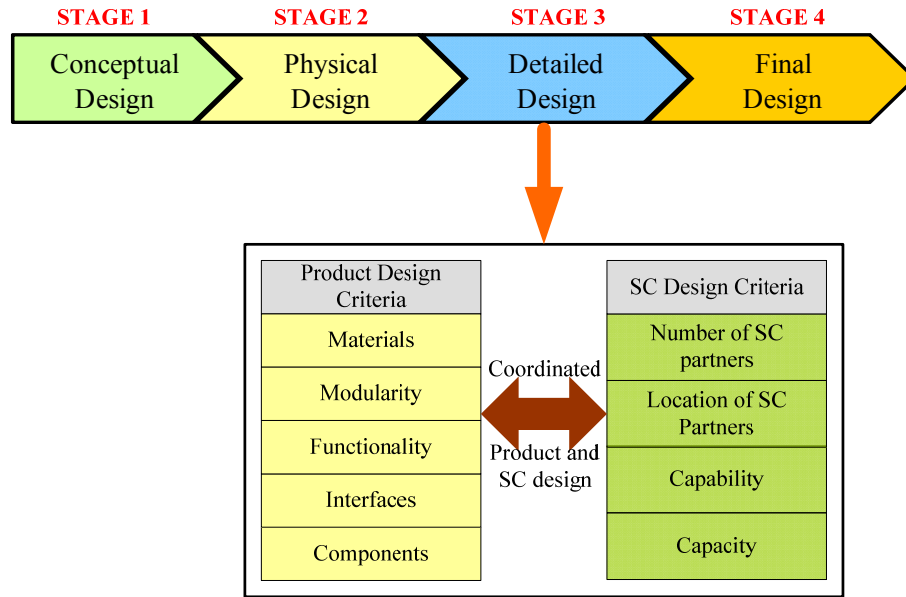 STAGE 1
STAGE 2
STAGE 3
STAGE 4
Conceptual
Design
Physical
Design
Detailed
Design
Final
Design
Product Design
Criteria
Materials
Modularity
Functionality
Interfaces
Components
Coordinated
Product and
SC design
SC Design Criteria
Number of SC
partners
Location of SC
Partners
Capability
Capacity